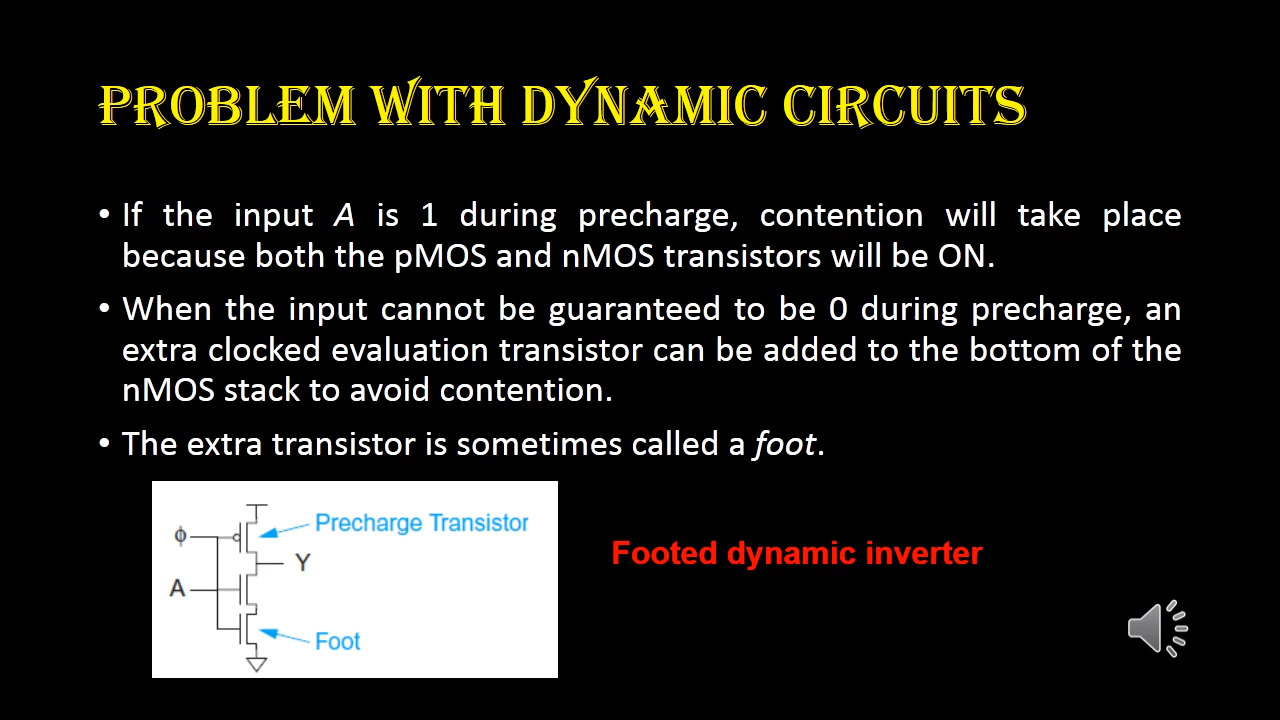 PROBLEM WITH DYNAMIC CIRCUITS
• If the input A is 1 during precharge, contention will take place
because both the pMOS and nMOS transistors will be ON.
• When the input cannot be guaranteed to be 0 during precharge, an
extra clocked evaluation transistor can be added to the bottom of the
nMOS stack to avoid contention.
• The extra transistor is sometimes called a foot.
Precharge Transistor
ϕ
Y
A
Foot
Footed dynamic inverter